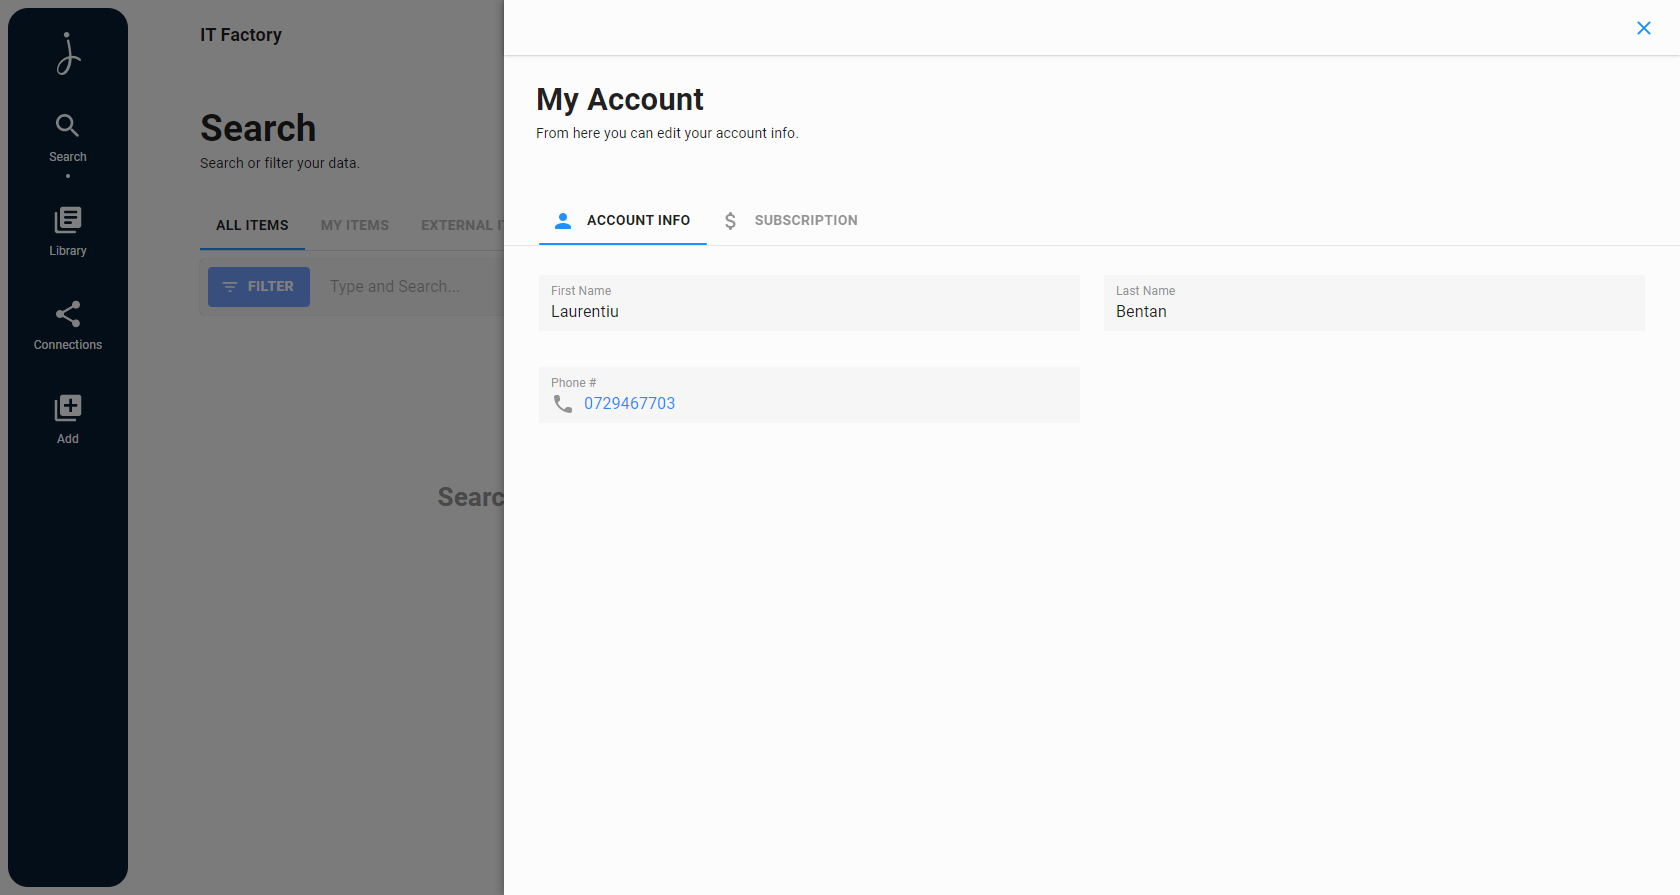 IT Factory
Search
Search or filter your data.
ALL ITEMS
MY ITEMS
EXTERNAL IT
FILTER
Type and Search...
Searc
Search
Library
Connections
Add
My Account
From here you can edit your account info.
ACCOUNT INFO
SUBSCRIPTION
First Name
Laurentiu
Last Name
Bentan
Phone #
0729467703